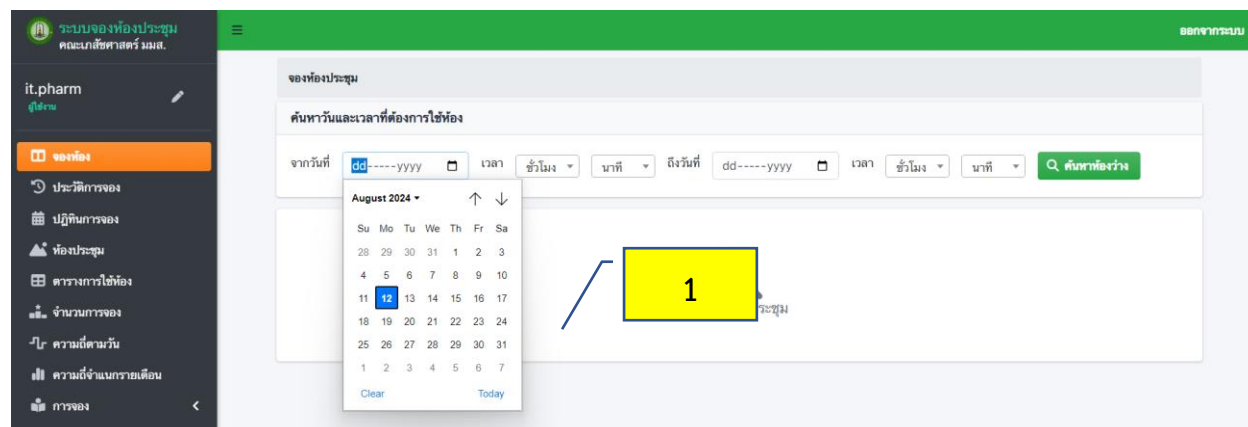 ระบบจองห้องประชุม
คณะเภสัชศาสตร์ มมส.
ออกจากระบบ
it.pharm
ผู้ใช้งาน
จองห้อง
ประวัติการจอง
ปฏิทินการจอง
ห้องประชุม
ตารางการใช้ห้อง
จำนวนการจอง
ความถี่ตามวัน
ความถี่จำแนกรายเดือน
การจอง
จองห้องประชุม
ค้นหาวันและเวลาที่ต้องการใช้ห้อง
จากวันที่ dd-----yyyy เวลา ชั่วโมง นาที ถึงวันที่ dd-----yyyy เวลา ชั่วโมง นาที ค้นหาห้องว่าง
August 2024
Su Mo Tu We Th Fr Sa
28 29 30 31 1 2 3
4 5 6 7 8 9 10
11 12 13 14 15 16 17
18 19 20 21 22 23 24
25 26 27 28 29 30 31
1 2 3 4 5 6 7
Clear Today
1
ระชุม